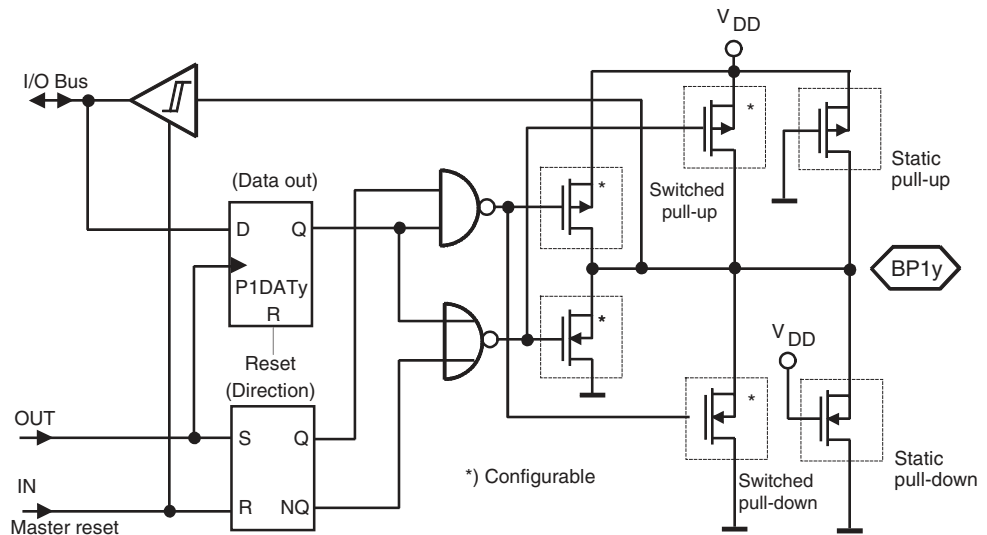 V
DD
I/O Bus
*
*
Static
pull-up
(Data out)
Switched
pull-up
D
Q
P1DATy
R
BP1y
*
V
DD
Reset
(Direction)
OUT
S
Q
*
*) Configurable
IN
R
NQ
Master reset
Switched
pull-down
Static
pull-down